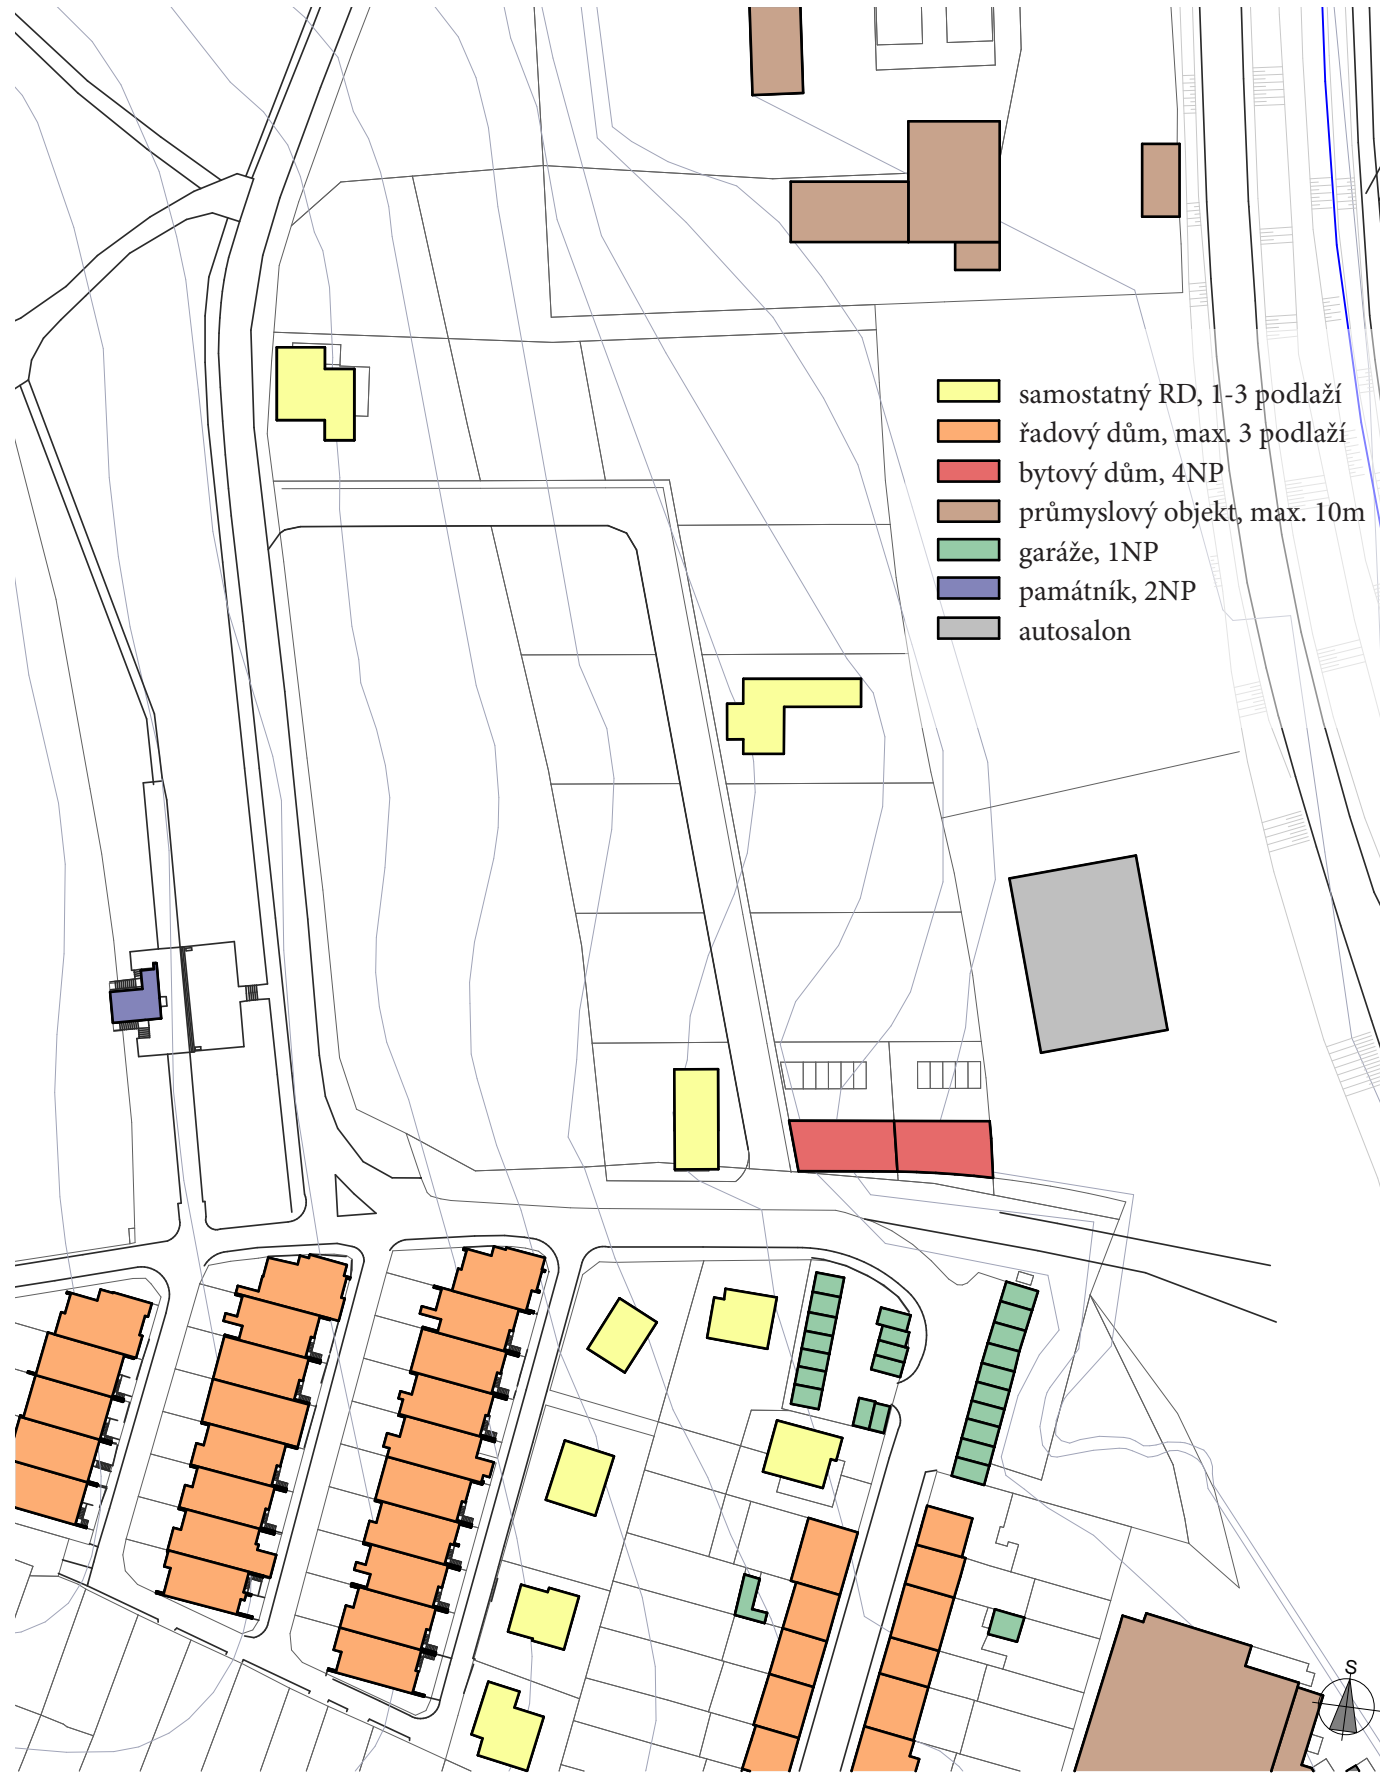 samostatný RD, 1-3 podlaží
řadový dům, max. 3 podlaží
bytový dům, 4NP
průmyslový objekt, max. 10m
garáže, 1NP
památník, 2NP
autosalon
S